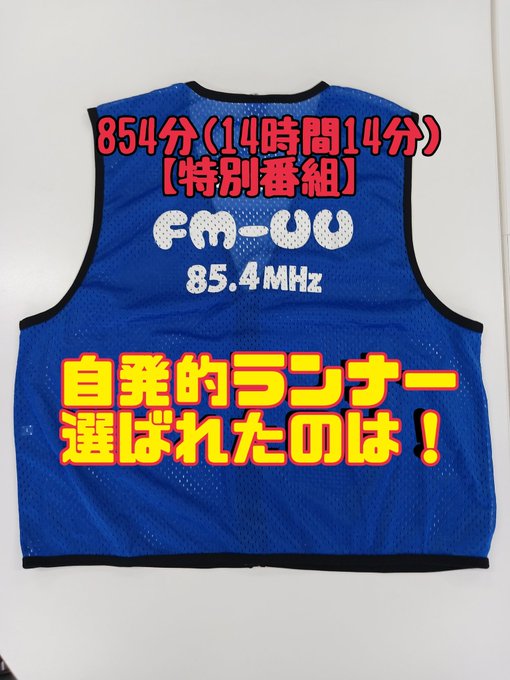 854分(14時間14分)
【特別番組】
FM-UU
85.4MHz
自発的ランナー
選ばれたのは！